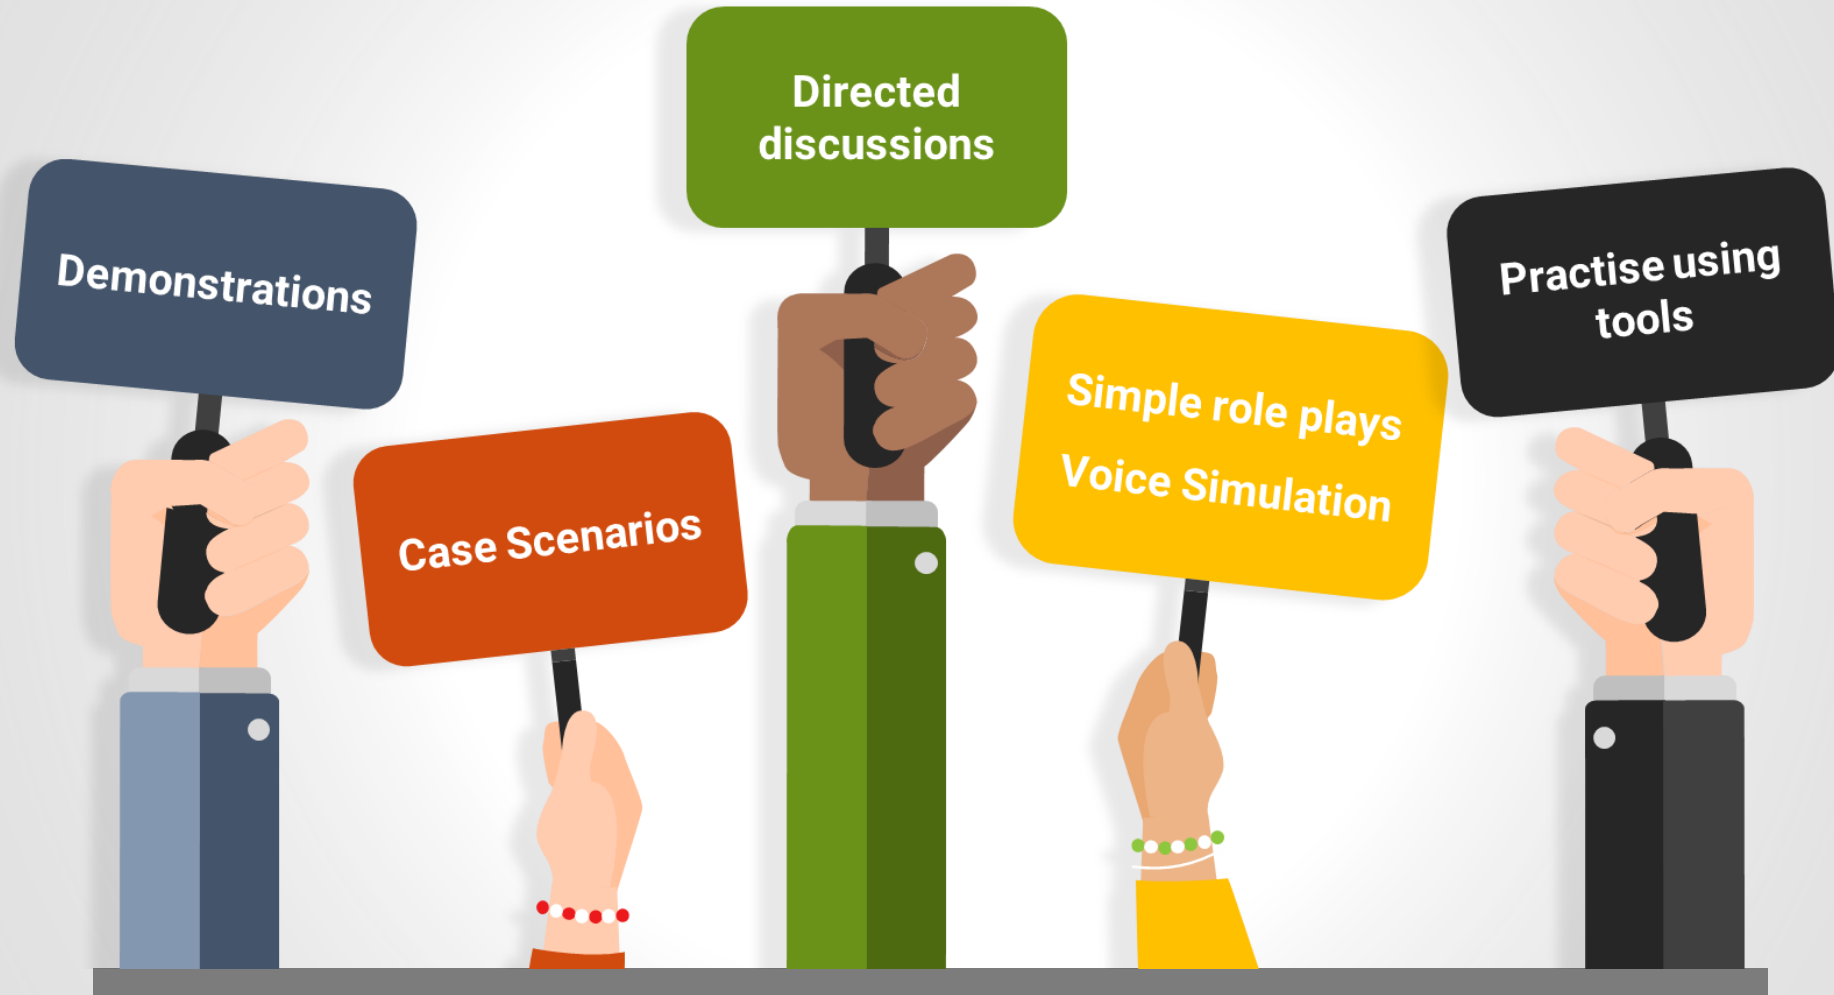 Demonstrations
Case Scenarios
Directed
discussions
Simple role plays
Voice Simulation
Practise using
tools